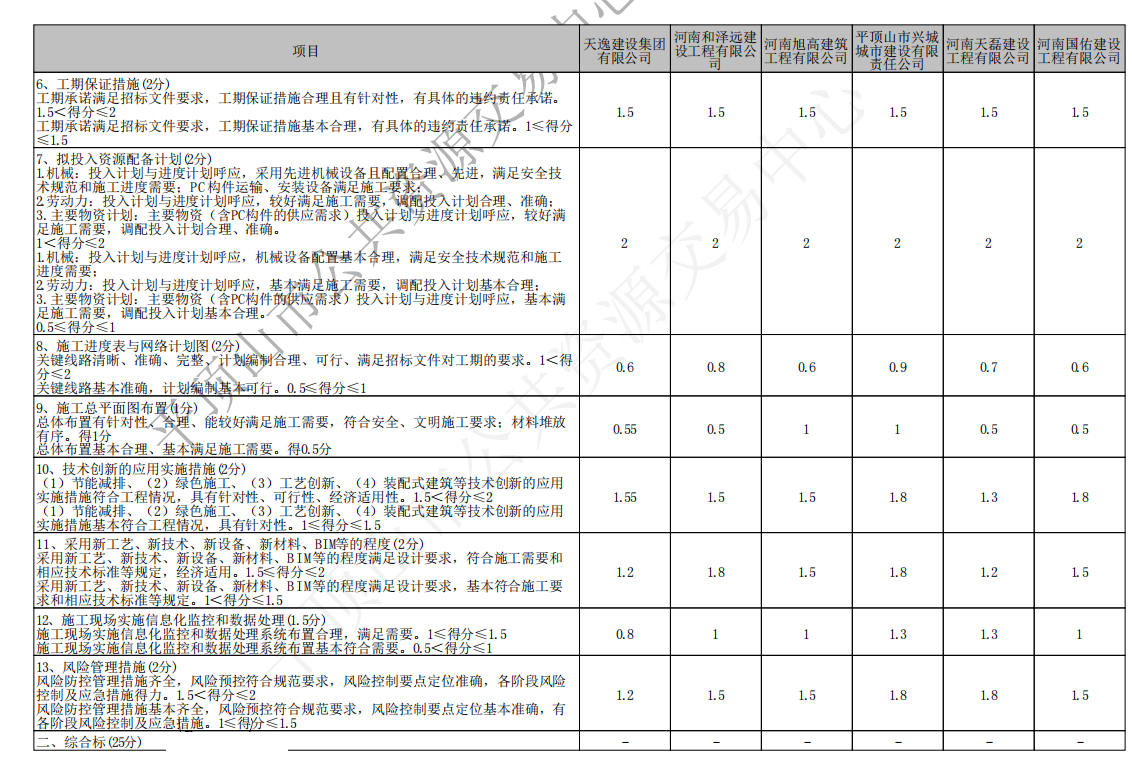 项目
天逸建设集团
有限公司
河南和泽远建
设工程有限公
司
河南旭高建筑
工程有限公司
平顶山市兴城
城市建设有限
责任公司
河南天磊建设
工程有限公司
河南国佑建设
工程有限公司
6、工期保证措施(2分)
工期承诺满足招标文件要求，工期保证措施合理且有针对性，有具体的违约责任承诺。
1.5＜得分≤2
工期承诺满足招标文件要求，工期保证措施基本合理，有具体的违约责任承诺。1≤得分
≤1.5
1.5 1.5 1.5 1.5 1.5 1.5
7、拟投入资源配备计划(2分)
1.机械：投入计划与进度计划呼应，采用先进机械设备且配置合理、先进，满足安全技
术规范和施工进度需要；PC构件运输、安装设备满足施工要求；
2.劳动力：投入计划与进度计划呼应，较好满足施工需要，调配投入计划合理、准确；
3.主要物资计划：主要物资（含PC构件的供应需求）投入计划与进度计划呼应，较好满
足施工需要，调配投入计划合理、准确。
1＜得分≤2
1.机械：投入计划与进度计划呼应，机械设备配置基本合理，满足安全技术规范和施工
进度需要；
2.劳动力：投入计划与进度计划呼应，基本满足施工需要，调配投入计划基本合理；
3.主要物资计划：主要物资（含PC构件的供应需求）投入计划与进度计划呼应，基本满
足施工需要，调配投入计划基本合理。
0.5≤得分≤1
2 2 2 2 2 2
8、施工进度表与网络计划图(2分)
关键线路清晰、准确、完整，计划编制合理、可行、满足招标文件对工期的要求。1＜得
分≤2
关键线路基本准确，计划编制基本可行。0.5≤得分≤1
0.6 0.8 0.6 0.9 0.7 0.6
9、施工总平面图布置(1分)
总体布置有针对性、合理、能较好满足施工需要，符合安全、文明施工要求；材料堆放
有序。得1分
总体布置基本合理、基本满足施工需要。得0.5分
0.55 0.5 1 1 0.5 0.5
10、技术创新的应用实施措施(2分)
（1）节能减排、（2）绿色施工、（3）工艺创新、（4）装配式建筑等技术创新的应用
实施措施符合工程情况，具有针对性、可行性、经济适用性。1.5＜得分≤2
（1）节能减排、（2）绿色施工、（3）工艺创新、（4）装配式建筑等技术创新的应用
实施措施基本符合工程情况，具有针对性。1≤得分≤1.5
1.55 1.5 1.5 1.8 1.3 1.8
11、采用新工艺、新技术、新设备、新材料、BIM等的程度(2分)
采用新工艺、新技术、新设备、新材料、BIM等的程度满足设计要求，符合施工需要和
相应技术标准等规定，经济适用。1.5≤得分≤2
采用新工艺、新技术、新设备、新材料、BIM等的程度满足设计要求，基本符合施工要
求和相应技术标准等规定。1＜得分≤1.5
1.2 1.8 1.5 1.8 1.2 1.5
12、施工现场实施信息化监控和数据处理(1.5分)
施工现场实施信息化监控和数据处理系统布置合理，满足需要。1≤得分≤1.5
施工现场实施信息化监控和数据处理系统布置基本符合需要。0.5＜得分≤1
0.8 1 1 1.3 1.3 1
13、风险管理措施(2分)
风险防控管理措施齐全，风险预控符合规范要求，风险控制要点定位准确，各阶段风险
控制及应急措施得力。1.5＜得分≤2
风险防控管理措施基本齐全，风险预控符合规范要求，风险控制要点定位基本准确，有
各阶段风险控制及应急措施。1≤得分≤1.5
1.2 1.5 1.5 1.8 1.8 1.5
二、综合标(25分)
– – – – – –
平顶山市公共资源交易中心
平顶山市公共资源交易中心